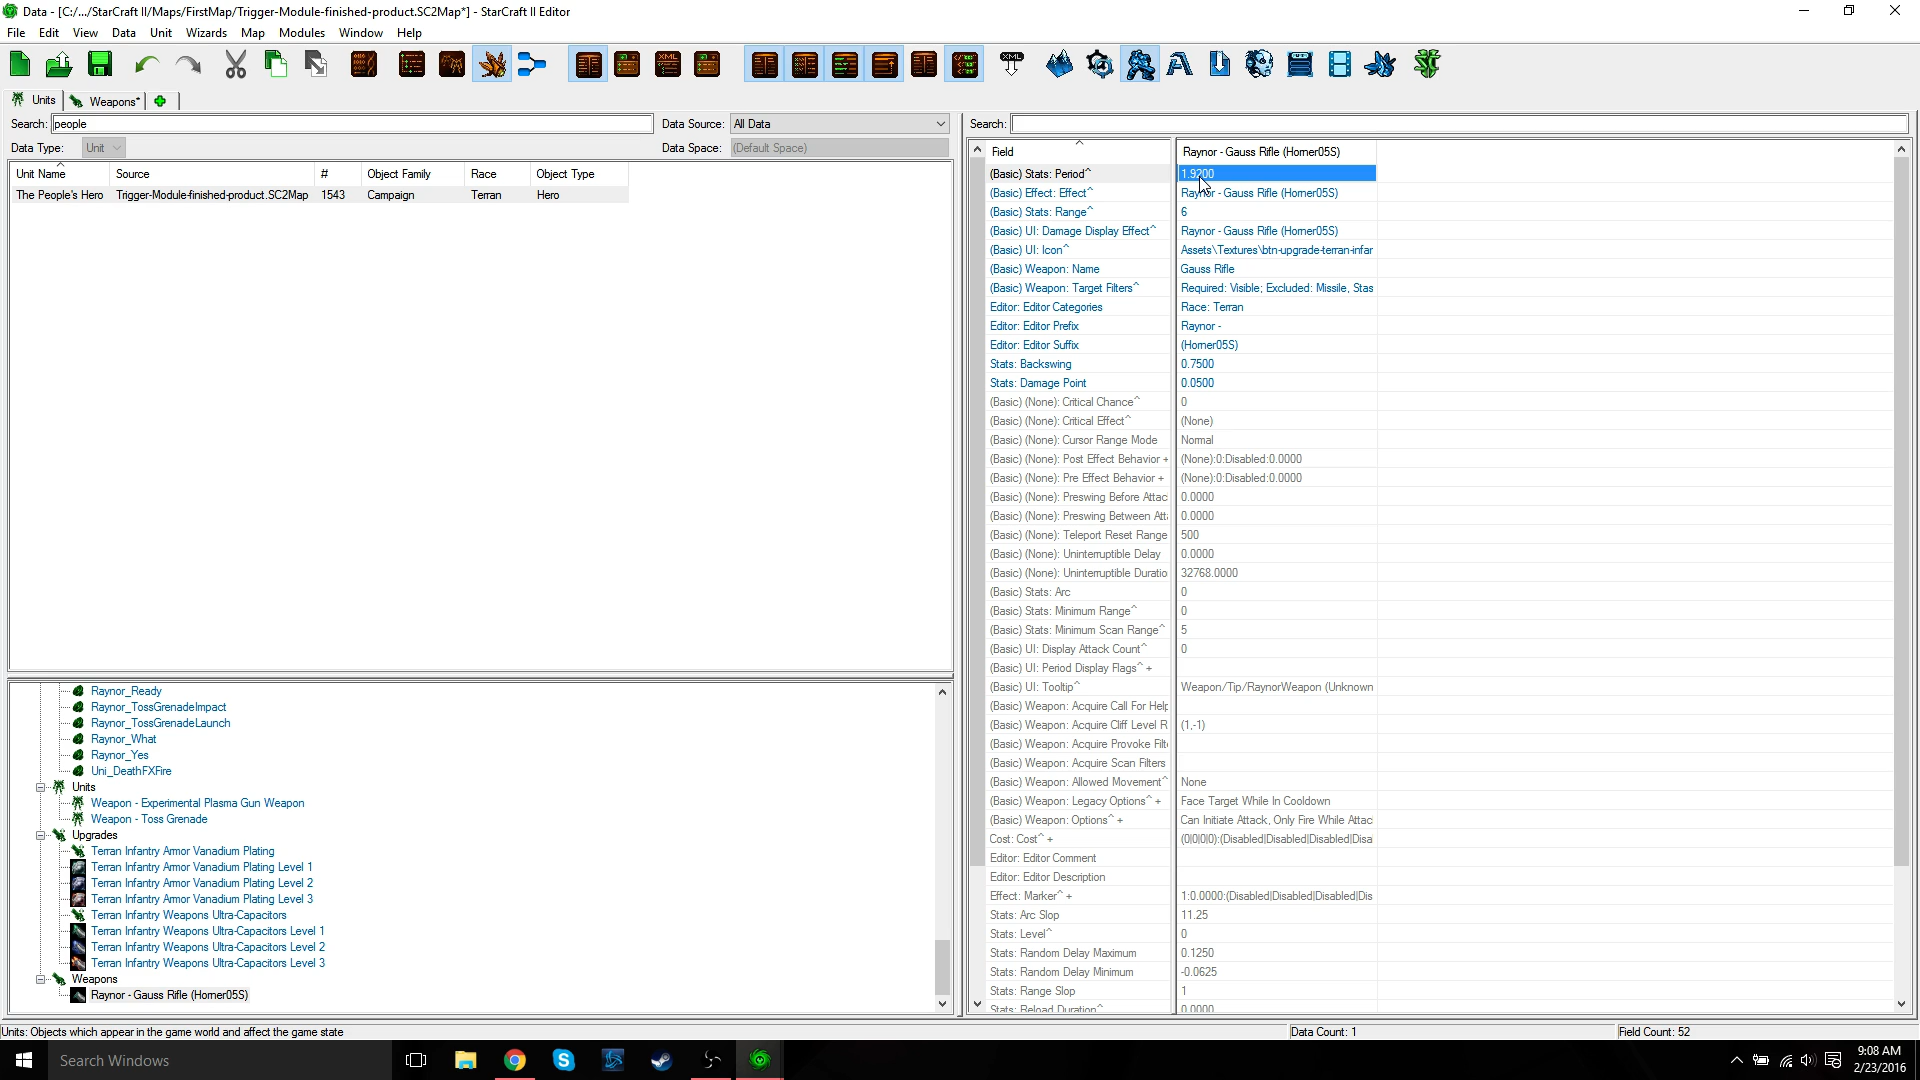 Data - [C:/.../StarCraft II/Maps/FirstMap/Trigger-Module-finished-product.SC2Map*] - StarCraft II Editor
File Edit View Data Unit Wizards Map Modules Window Help
Units Weapons*
Search: people Data Source: All Data
Data Type: Unit Data Space: (Default Space)
Unit Name Source # Object Family Race Object Type
The People's Hero Trigger-Module-finished-product.SC2Map 1543 Campaign Terran Hero
Raynor_Ready
Raynor_TossGrenadeImpact
Raynor_TossGrenadeLaunch
Raynor_What
Raynor_Yes
Uni_DeathFXFire
Units
Weapon - Experimental Plasma Gun Weapon
Weapon - Toss Grenade
Upgrades
Terran Infantry Armor Vanadium Plating
Terran Infantry Armor Vanadium Plating Level 1
Terran Infantry Armor Vanadium Plating Level 2
Terran Infantry Armor Vanadium Plating Level 3
Terran Infantry Weapons Ultra-Capacitors
Terran Infantry Weapons Ultra-Capacitors Level 1
Terran Infantry Weapons Ultra-Capacitors Level 2
Terran Infantry Weapons Ultra-Capacitors Level 3
Weapons
Raynor - Gauss Rifle (Horner05S)
Search:
Field Raynor - Gauss Rifle (Horner05S)
(Basic) Stats: Period^ 1.9200
(Basic) Effect: Effect^ Raynor - Gauss Rifle (Horner05S)
(Basic) Stats: Range^ 6
(Basic) UI: Damage Display Effect^ Raynor - Gauss Rifle (Horner05S)
(Basic) UI: Icon^ Assets\Textures\btn-upgrade-terran-infar
(Basic) Weapon: Name Gauss Rifle
(Basic) Weapon: Target Filters^ Required: Visible; Excluded: Missile, Stas
Editor: Editor Categories Race: Terran
Editor: Editor Prefix Raynor -
Editor: Editor Suffix (Horner05S)
Stats: Backswing 0.7500
Stats: Damage Point 0.0500
(Basic) (None): Critical Chance^ 0
(Basic) (None): Critical Effect^ (None)
(Basic) (None): Cursor Range Mode Normal
(Basic) (None): Post Effect Behavior + (None):0:Disabled:0.0000
(Basic) (None): Pre Effect Behavior + (None):0:Disabled:0.0000
(Basic) (None): Preswing Before Attac 0.0000
(Basic) (None): Preswing Between Att 0.0000
(Basic) (None): Teleport Reset Range 500
(Basic) (None): Uninterruptible Delay 0.0000
(Basic) (None): Uninterruptible Duratio 32768.0000
(Basic) Stats: Arc 0
(Basic) Stats: Minimum Range^ 0
(Basic) Stats: Minimum Scan Range^ 5
(Basic) UI: Display Attack Count^ 0
(Basic) UI: Period Display Flags^ +
(Basic) UI: Tooltip^ Weapon/Tip/RaynorWeapon (Unknown
(Basic) Weapon: Acquire Call For Help
(Basic) Weapon: Acquire Cliff Level R (1,-1)
(Basic) Weapon: Acquire Provoke Filt
(Basic) Weapon: Acquire Scan Filters
(Basic) Weapon: Allowed Movement^ None
(Basic) Weapon: Legacy Options^ + Face Target While In Cooldown
(Basic) Weapon: Options^ + Can Initiate Attack, Only Fire While Attac
Cost: Cost^ + (0|0|0|0):(Disabled|Disabled|Disabled|Disa
Editor: Editor Comment
Editor: Editor Description
Effect: Marker^ + 1:0.0000:(Disabled|Disabled|Disabled|Dis
Stats: Arc Slop 11.25
Stats: Level^ 0
Stats: Random Delay Maximum 0.1250
Stats: Random Delay Minimum -0.0625
Stats: Range Slop 1
Stats: Reload Duration^ 0.0000
Units: Objects which appear in the game world and affect the game state Data Count: 1 Field Count: 52
Search Windows
9:08 AM
2/23/2016